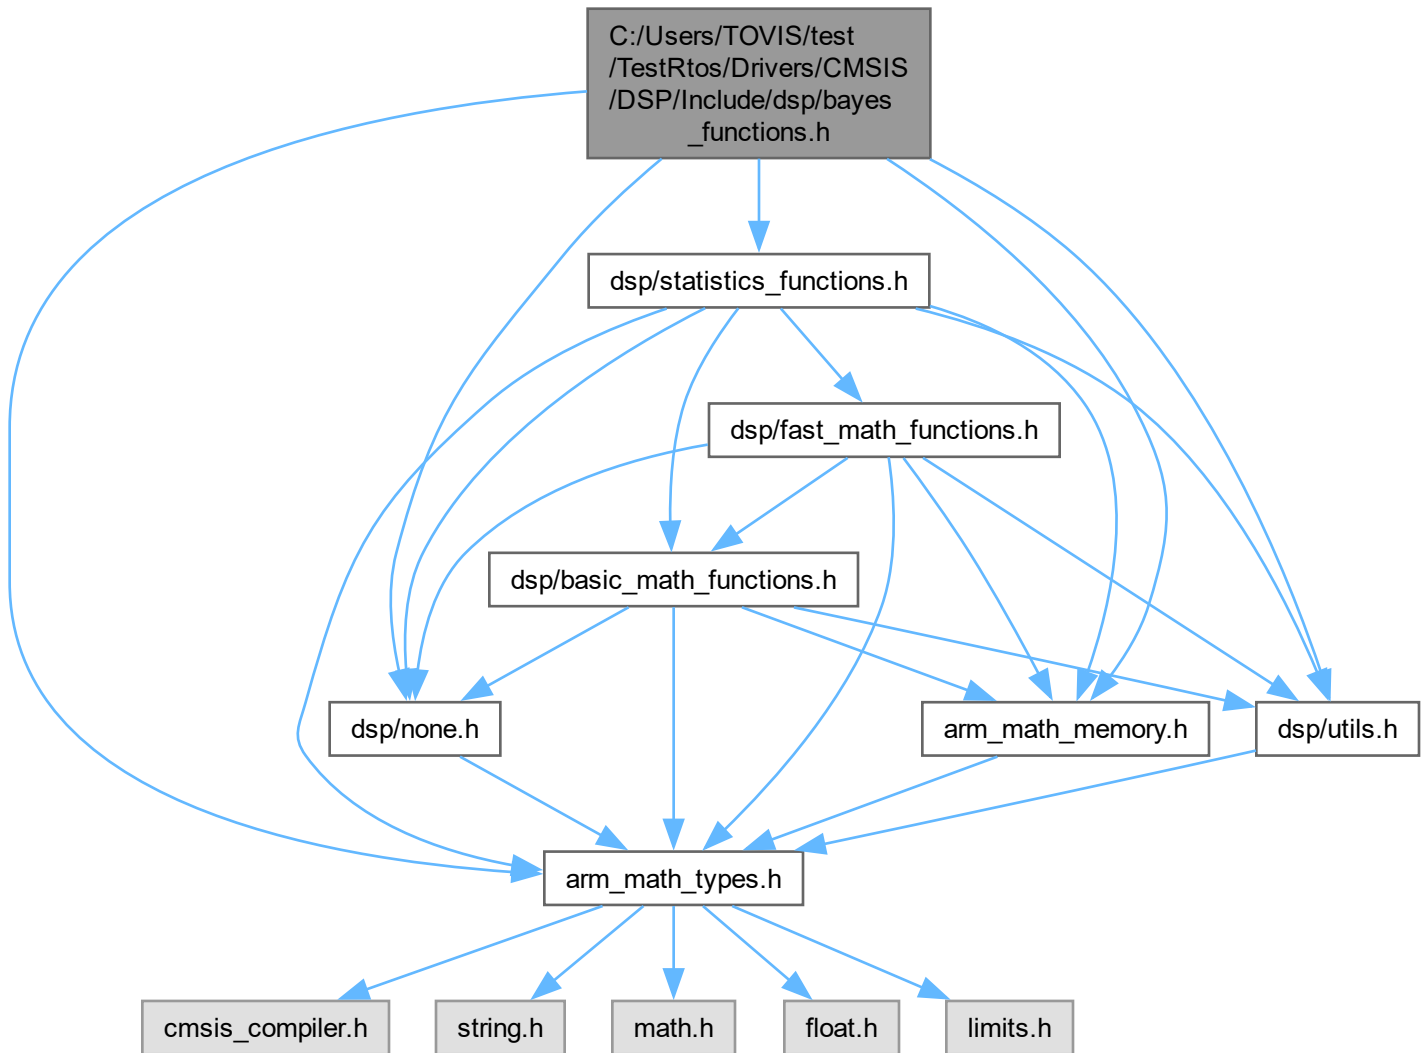 C:/Users/TOVIS/test
/TestRtos/Drivers/CMSIS
/DSP/Include/dsp/bayes
_functions.h
dsp/statistics_functions.h
dsp/fast_math_functions.h
dsp/basic_math_functions.h
dsp/none.h
arm_math_memory.h
dsp/utils.h
arm_math_types.h
cmsis_compiler.h
string.h
math.h
float.h
limits.h